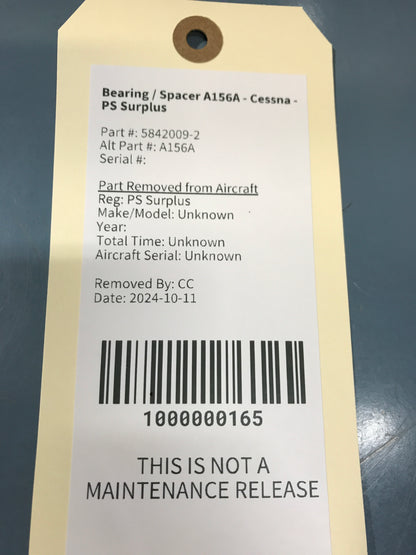 Bearing / Spacer A156A - Cessna -
PS Surplus
Part #: 5842009-2
Alt Part #: A156A
Serial #:
Part Removed from Aircraft
Reg: PS Surplus
Make/Model: Unknown
Year:
Total Time: Unknown
Aircraft Serial: Unknown
Removed By: CC
Date: 2024-10-11
1000000165
THIS IS NOT A
MAINTENANCE RELEASE